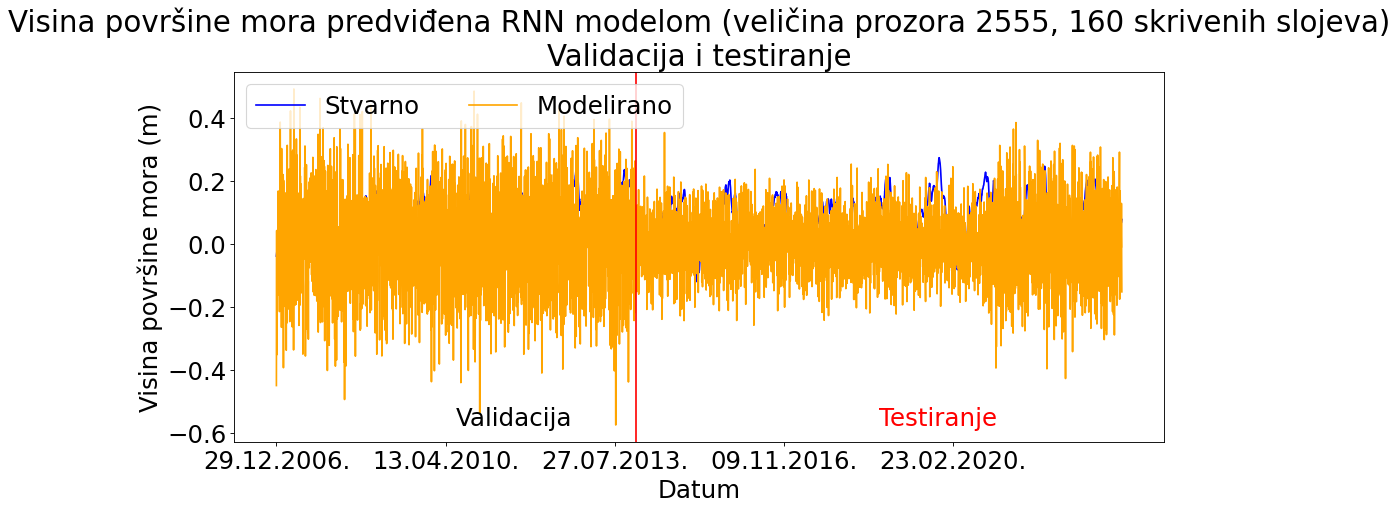 Visina površine mora predviđena RNN modelom (veličina prozora 2555, 160 skrivenih slojeva)
Validacija i testiranje
Stvarno Modelirano
Visina površine mora (m)
0.4
0.2
0.0
−0.2
−0.4
−0.6
Validacija Testiranje
29.12.2006. 13.04.2010. 27.07.2013. 09.11.2016. 23.02.2020.
Datum